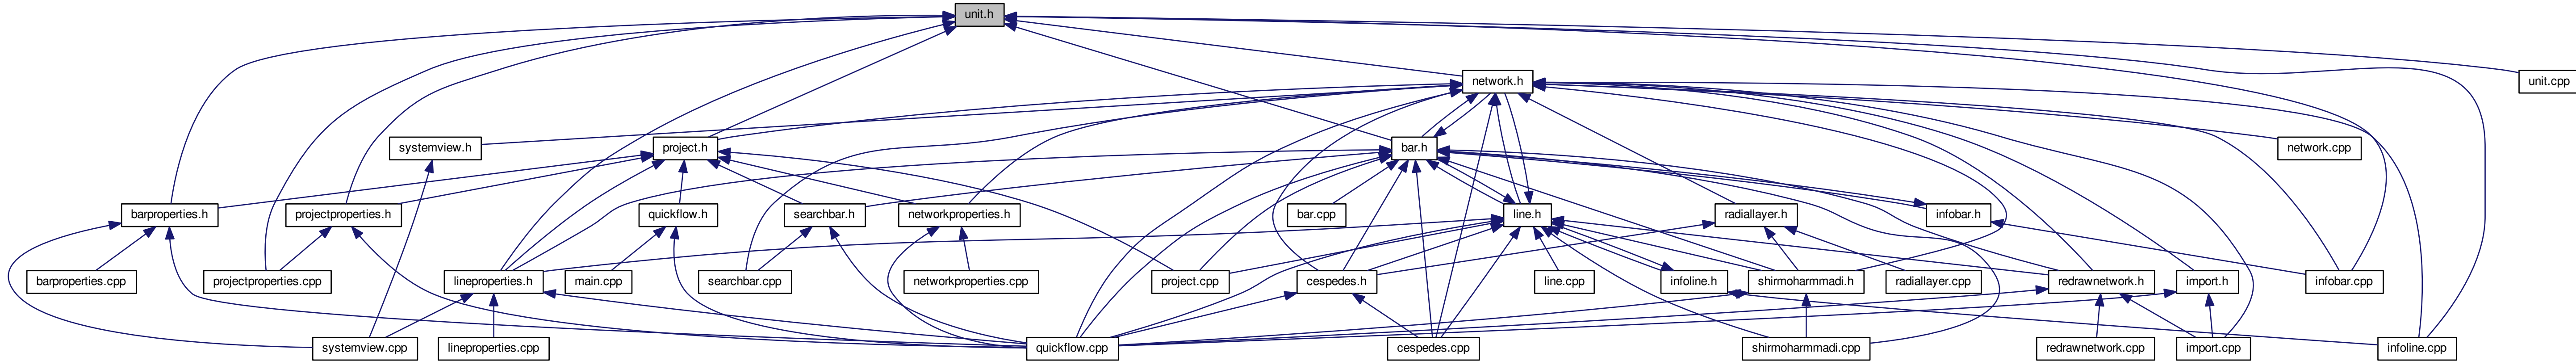 unit.h
network.h
unit.cpp
systemview.h
project.h
bar.h
network.cpp
barproperties.h
projectproperties.h
quickflow.h
searchbar.h
networkproperties.h
bar.cpp
line.h
radiallayer.h
infobar.h
barproperties.cpp
projectproperties.cpp
lineproperties.h
main.cpp
searchbar.cpp
networkproperties.cpp
project.cpp
cespedes.h
line.cpp
infoline.h
shirmoharmmadi.h
radiallayer.cpp
redrawnetwork.h
import.h
infobar.cpp
systemview.cpp
lineproperties.cpp
quickflow.cpp
cespedes.cpp
shirmoharmmadi.cpp
redrawnetwork.cpp
import.cpp
infoline.cpp